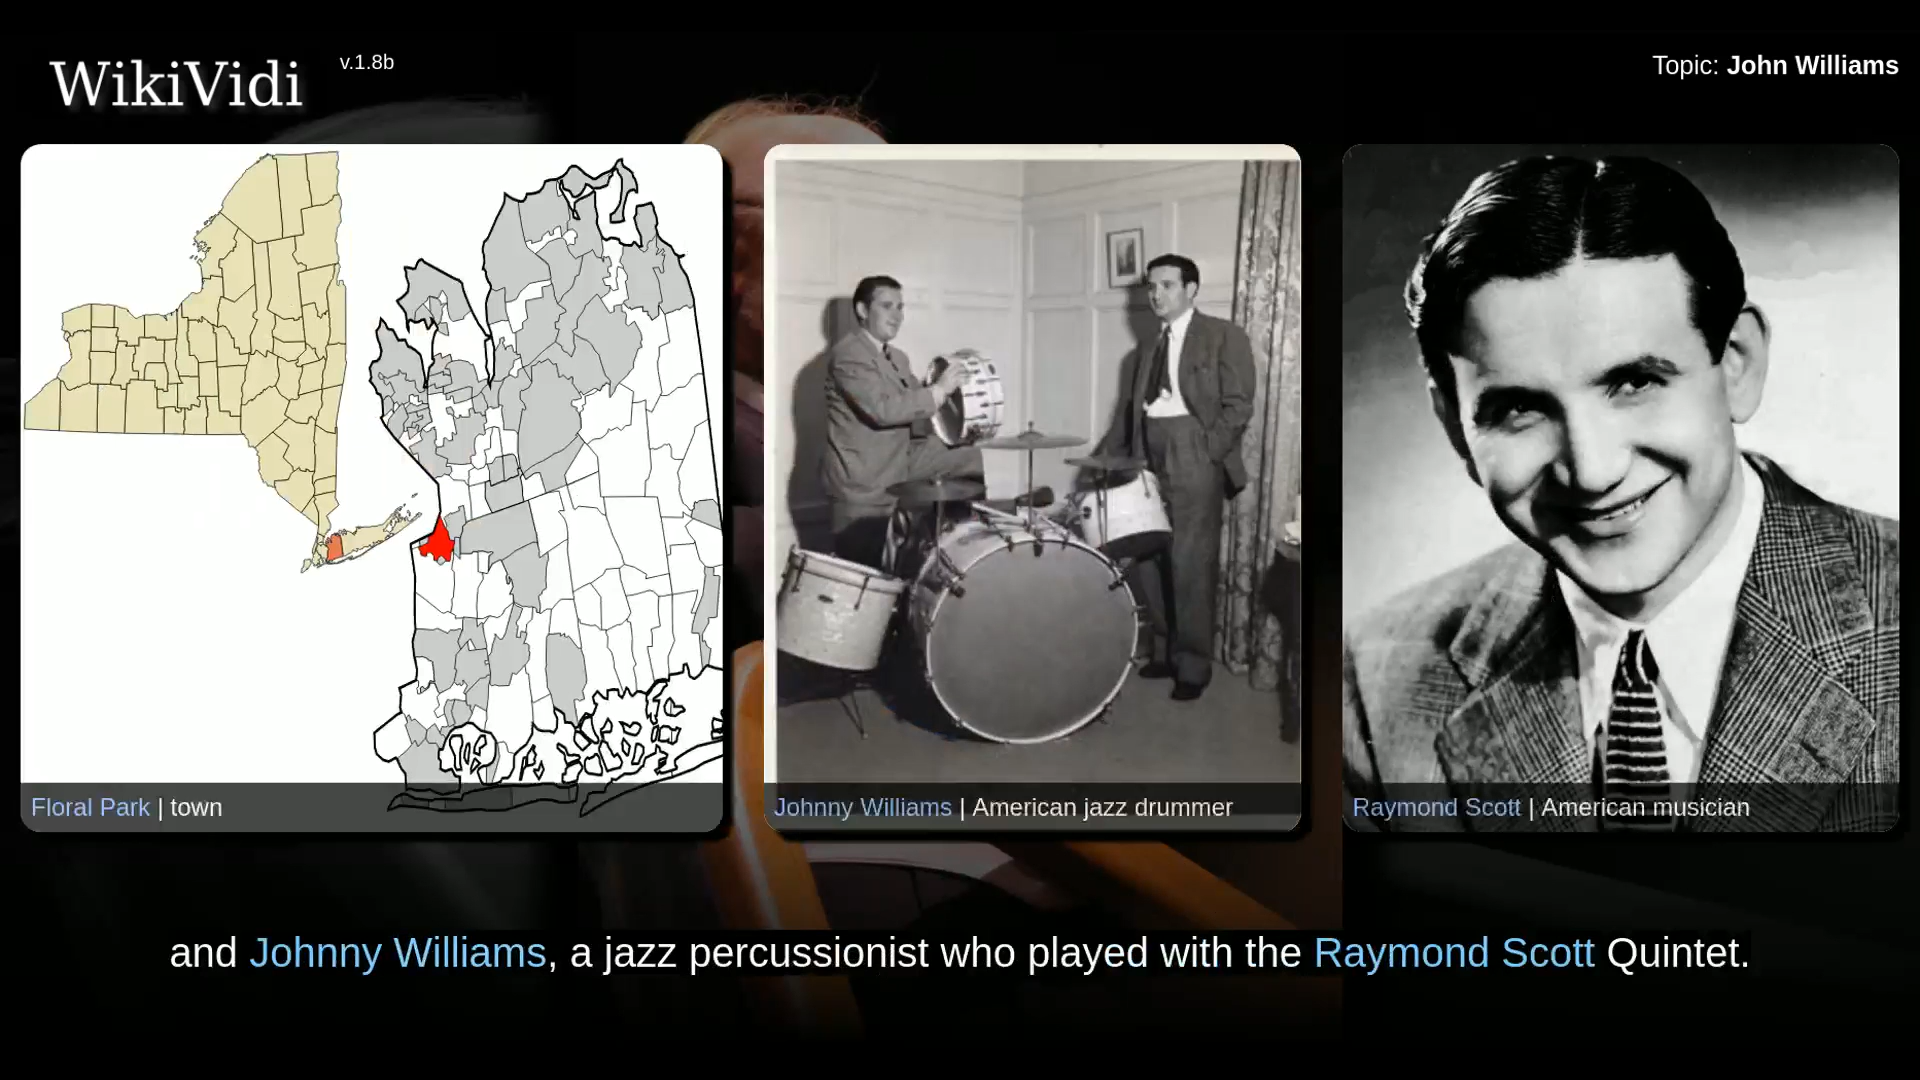 WikiVidi
v.1.8b
Topic: John Williams
Floral Park | town
Johnny Williams | American jazz drummer
Raymond Scott | American musician
and Johnny Williams, a jazz percussionist who played with the Raymond Scott Quintet.